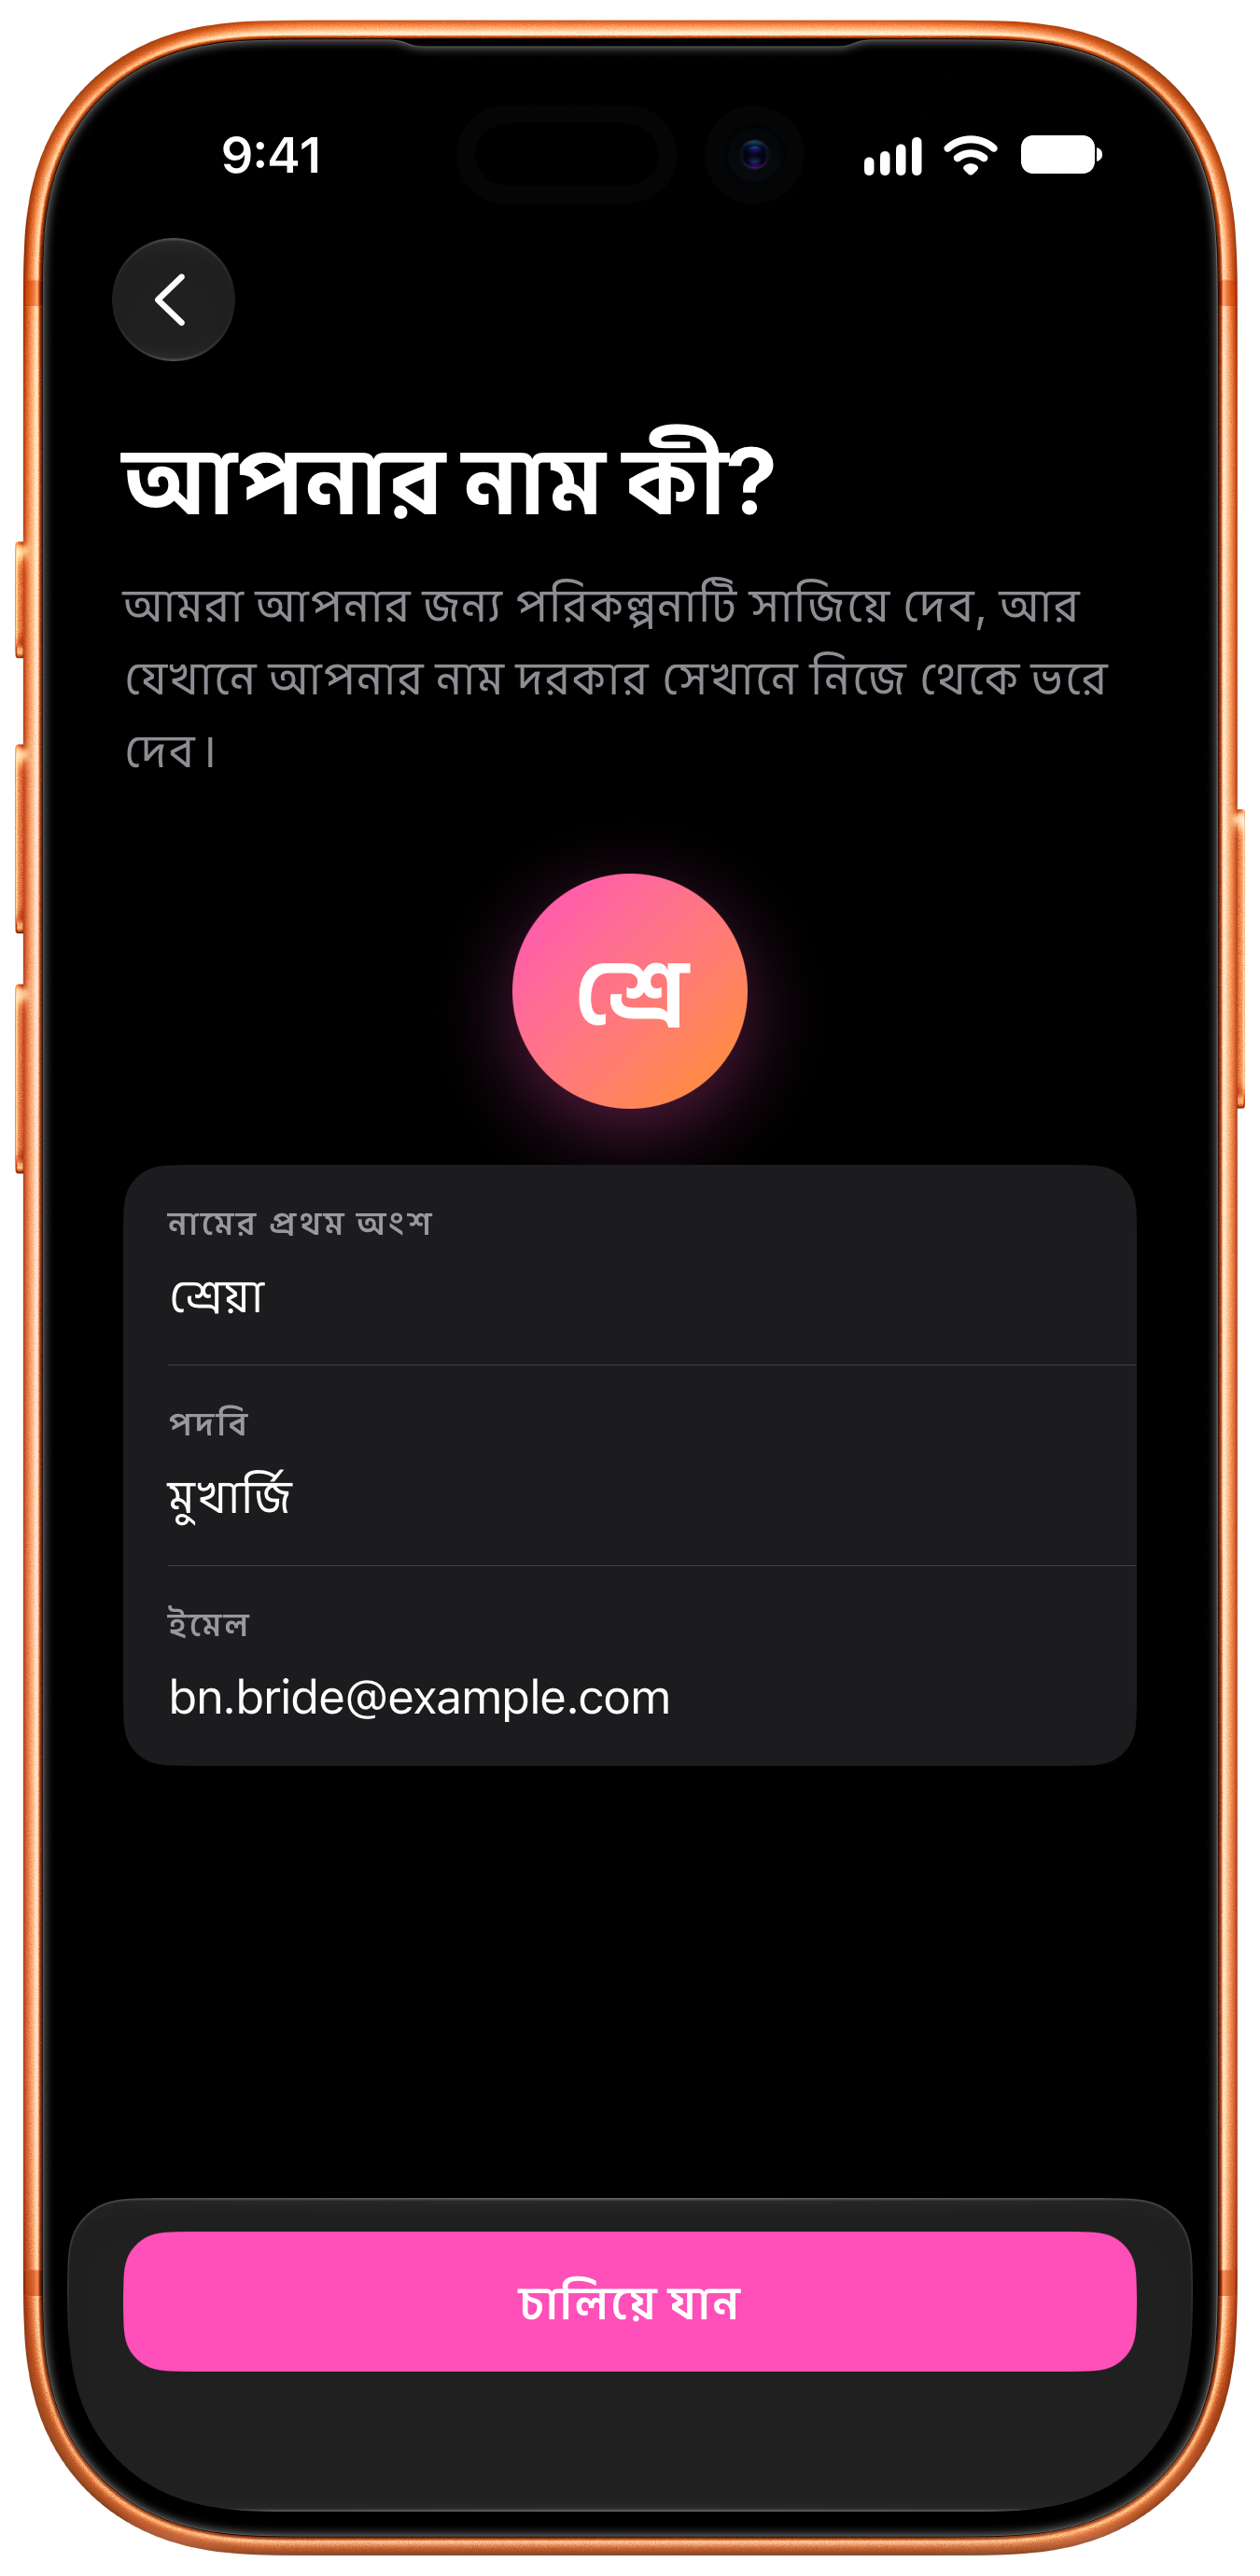 9:41
আপনার নাম কী?
আমরা আপনার জন্য পরিকল্পনাটি সাজিয়ে দেব, আর
যেখানে আপনার নাম দরকার সেখানে নিজে থেকে ভরে
দেব।
শ্রে
নামের প্রথম অংশ
শ্রেয়া
পদবি
মুখার্জি
ইমেল
bn.bride@example.com
চালিয়ে যান